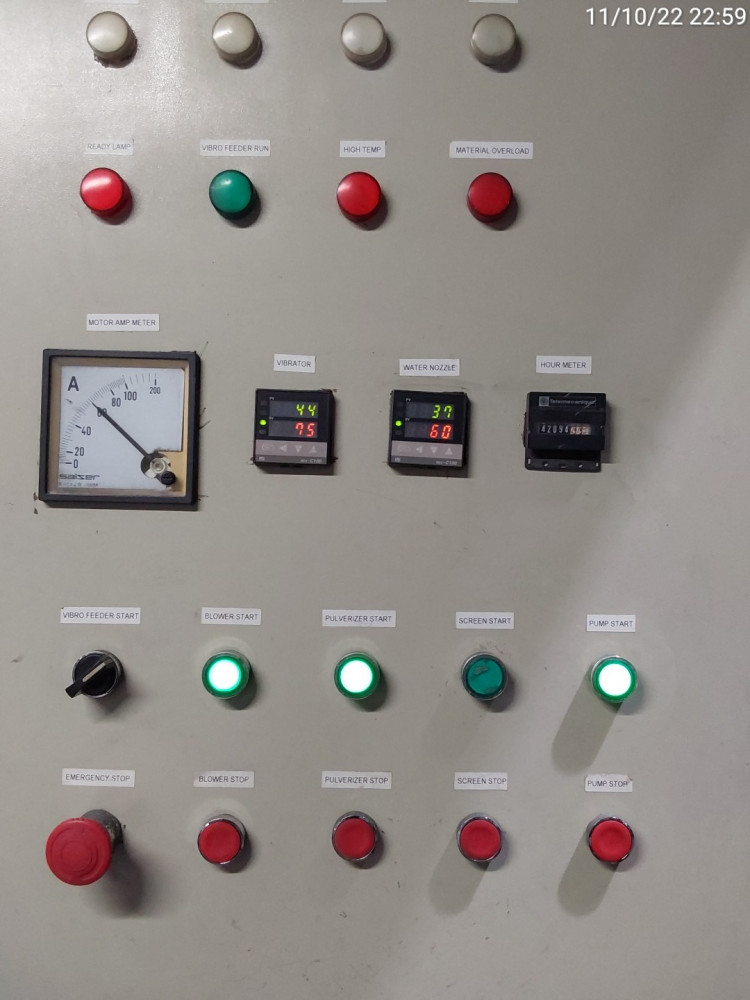 11/10/22 22:59
READY LAMP
VIBRO FEEDER RUN
HIGH TEMP
MATERIAL OVERLOAD
MOTOR AMP METER
VIBRATOR
WATER NOZZLE
HOUR METER
A
200
100
80
60
40
20
0
salzer
44
75
37
60
42094
VIBRO FEEDER START
BLOWER START
PULVERIZER START
SCREEN START
PUMP START
EMERGENCY STOP
BLOWER STOP
PULVERIZER STOP
SCREEN STOP
PUMP STOP